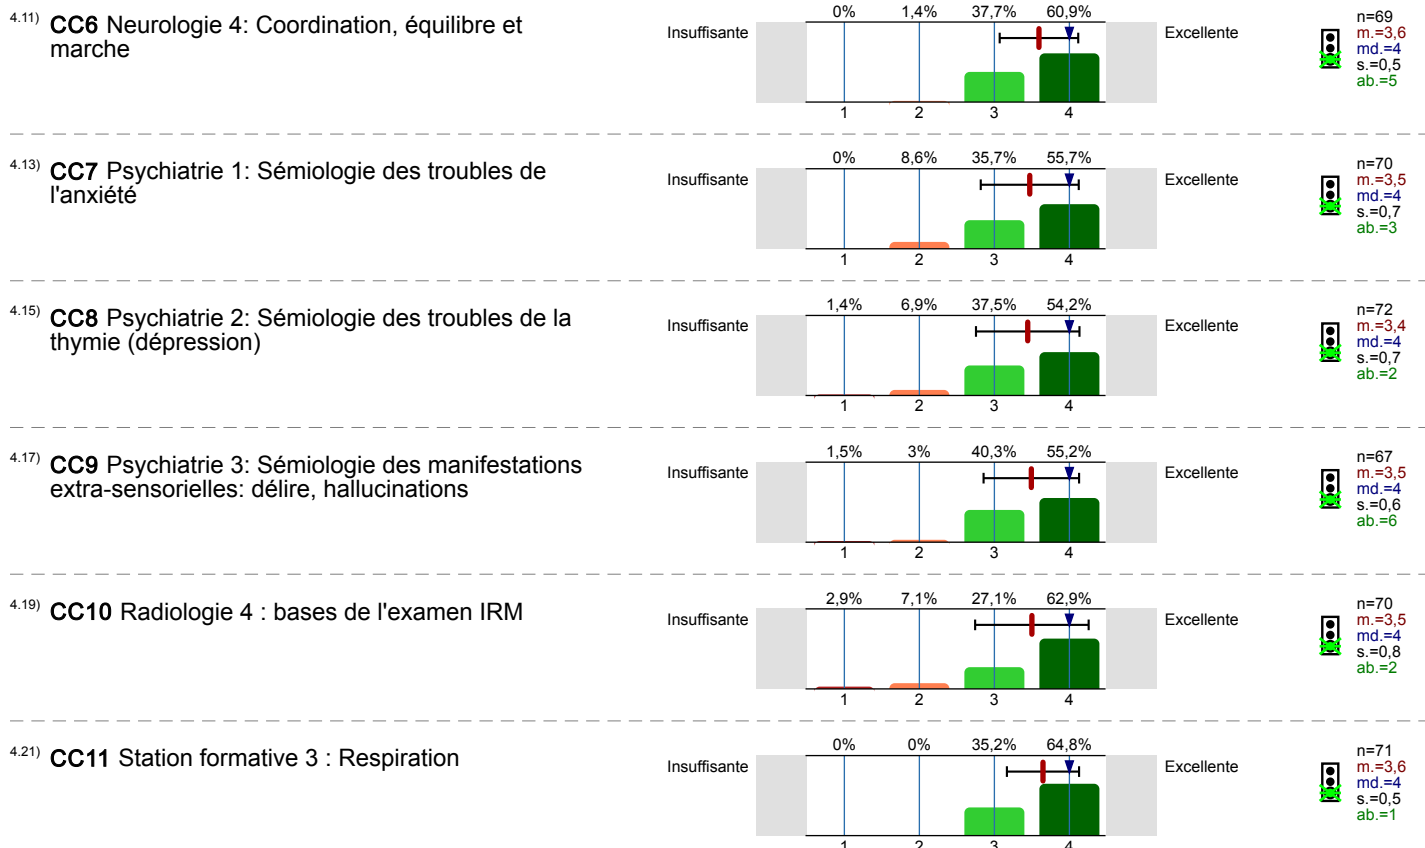 4.11) CC6 Neurologie 4: Coordination, équilibre et
marche
Insuffisante
0% 1,4% 37,7% 60,9%
1 2 3 4
Excellente
n=69
m.=3,6
md.=4
s.=0,5
ab.=5
4.13) CC7 Psychiatrie 1: Sémiologie des troubles de
l'anxiété
Insuffisante
0% 8,6% 35,7% 55,7%
1 2 3 4
Excellente
n=70
m.=3,5
md.=4
s.=0,7
ab.=3
4.15) CC8 Psychiatrie 2: Sémiologie des troubles de la
thymie (dépression)
Insuffisante
1,4% 6,9% 37,5% 54,2%
1 2 3 4
Excellente
n=72
m.=3,4
md.=4
s.=0,7
ab.=2
4.17) CC9 Psychiatrie 3: Sémiologie des manifestations
extra-sensorielles: délire, hallucinations
Insuffisante
1,5% 3% 40,3% 55,2%
1 2 3 4
Excellente
n=67
m.=3,5
md.=4
s.=0,6
ab.=6
4.19) CC10 Radiologie 4 : bases de l'examen IRM
Insuffisante
2,9% 7,1% 27,1% 62,9%
1 2 3 4
Excellente
n=70
m.=3,5
md.=4
s.=0,8
ab.=2
4.21) CC11 Station formative 3 : Respiration
Insuffisante
0% 0% 35,2% 64,8%
1 2 3 4
Excellente
n=71
m.=3,6
md.=4
s.=0,5
ab.=1